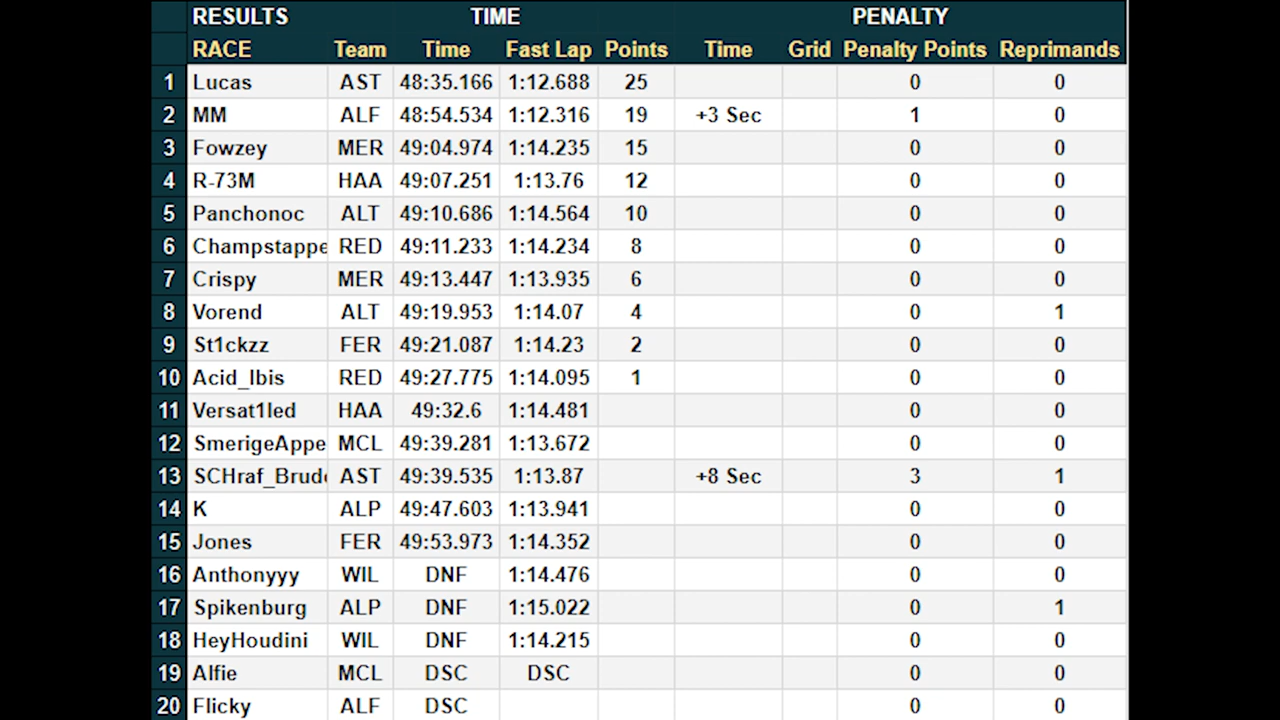 RESULTS TIME PENALTY
RACE Team Time Fast Lap Points Time Grid Penalty Points Reprimands
1 Lucas AST 48:35.166 1:12.688 25 0 0
2 MM ALF 48:54.534 1:12.316 19 +3 Sec 1 0
3 Fowzey MER 49:04.974 1:14.235 15 0 0
4 R-73M HAA 49:07.251 1:13.76 12 0 0
5 Panchonoc ALT 49:10.686 1:14.564 10 0 0
6 Champstappe RED 49:11.233 1:14.234 8 0 0
7 Crispy MER 49:13.447 1:13.935 6 0 0
8 Vorend ALT 49:19.953 1:14.07 4 0 1
9 St1ckzz FER 49:21.087 1:14.23 2 0 0
10 Acid_Ibis RED 49:27.775 1:14.095 1 0 0
11 Versat1led HAA 49:32.6 1:14.481 0 0
12 SmerigeAppe MCL 49:39.281 1:13.672 0 0
13 SCHraf_Brud AST 49:39.535 1:13.87 +8 Sec 3 1
14 K ALP 49:47.603 1:13.941 0 0
15 Jones FER 49:53.973 1:14.352 0 0
16 Anthonyyy WIL DNF 1:14.476 0 0
17 Spikenburg ALP DNF 1:15.022 0 1
18 HeyHoudini WIL DNF 1:14.215 0 0
19 Alfie MCL DSC DSC 0 0
20 Flicky ALF DSC 0 0